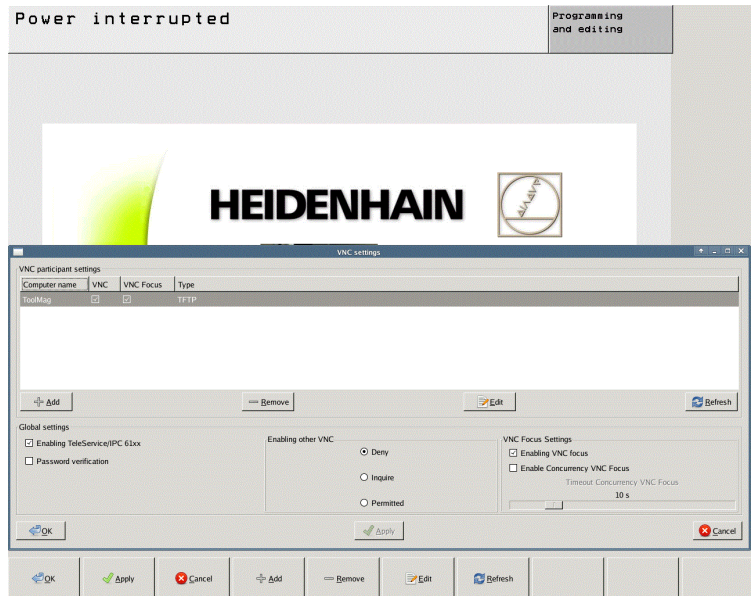 Power interrupted
Programming
and editing
HEIDENHAIN
VNC settings
VNC participant settings
Computer name VNC VNC Focus Type
ToolMag TFTP
Add Remove Edit Refresh
Global settings
Enabling TeleService/IPC 61xx
Password verification
Enabling other VNC
Deny
Inquire
Permitted
VNC Focus Settings
Enabling VNC focus
Enable Concurrency VNC Focus
Timeout Concurrency VNC Focus
10 s
OK Apply Cancel
OK Apply Cancel Add Remove Edit Refresh